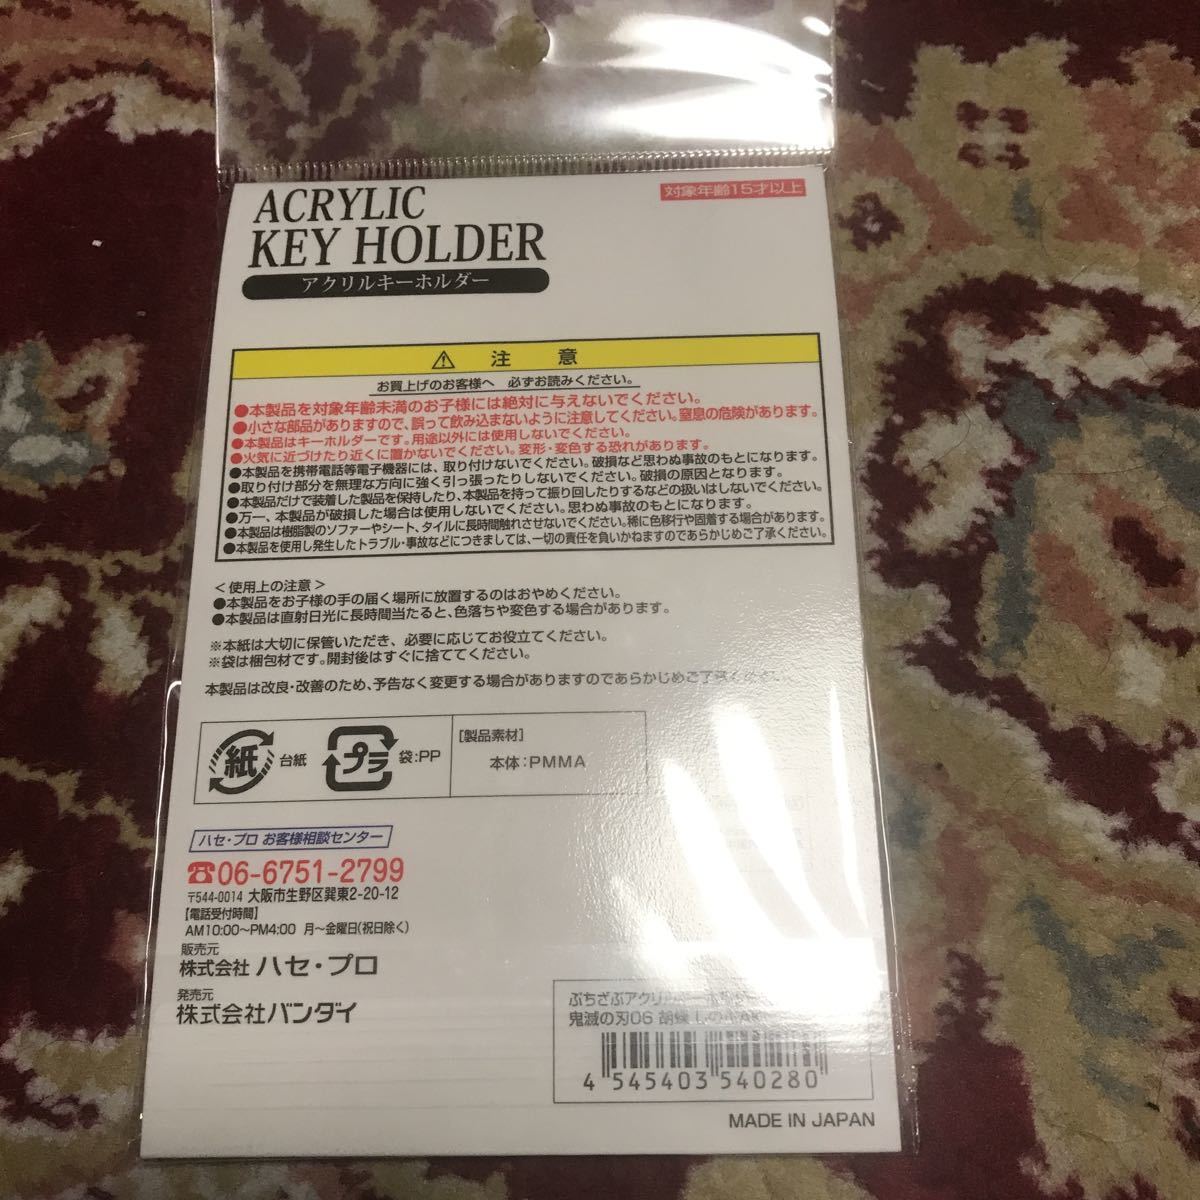 ACRYLIC
KEY HOLDER
アクリルキーホルダー
対象年齢15才以上
⚠ 注 意
お買上げのお客様へ 必ずお読みください。
●本製品を対象年齢未満のお子様には絶対に与えないでください。
●小さな部品がありますので、誤って飲み込まないように注意してください。窒息の危険があります。
●本製品はキーホルダーです。用途以外には使用しないでください。
●火気に近づけたり近くに置かないでください。変形・変色する恐れがあります。
●本製品を携帯電話等電子機器には、取り付けないでください。破損など思わぬ事故のもとになります。
●取り付け部分を無理な方向に強く引っ張ったりしないでください。破損の原因となります。
●本製品だけで装着した製品を保持したり、本製品を持って振り回したりするなどの扱いはしないでください。
●万一、本製品が破損した場合は使用しないでください。思わぬ事故のもとになります。
●本製品は樹脂製のソファーやシート、タイルに長時間触れさせないでください。稀に色移行や固着する場合があります。
●本製品を使用し発生したトラブル・事故などにつきましては、一切の責任を負いかねますのであらかじめご了承ください。
<使用上の注意>
●本製品をお子様の手の届く場所に放置するのはおやめください。
●本製品は直射日光に長時間当たると、色落ちや変色する場合があります。
※本紙は大切に保管いただき、必要に応じてお役立てください。
※袋は梱包材です。開封後はすぐに捨ててください。
本製品は改良・改善のため、予告なく変更する場合がありますのであらかじめご了承ください。
紙 台紙 プラ 袋:PP
[製品素材]
本体:PMMA
ハセ・プロ お客様相談センター
☎06-6751-2799
〒544-0014 大阪市生野区巽東2-20-12
【電話受付時間】
AM10:00〜PM4:00 月〜金曜日(祝日除く)
販売元
株式会社 ハセ・プロ
発売元
株式会社バンダイ
ぷちざぶアクリルキーホルダー
鬼滅の刃06 胡蝶しのぶAK
4 545403 540280
MADE IN JAPAN